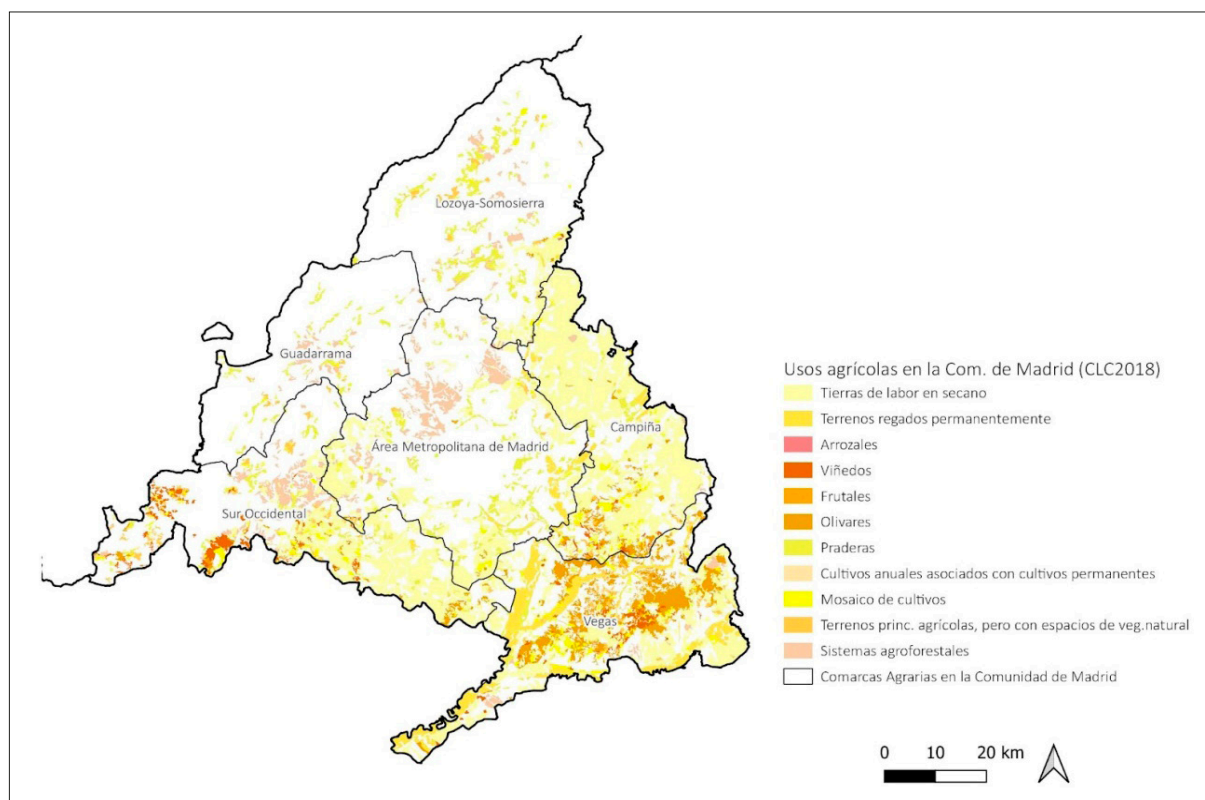 Lozoya-Somosierra
Guadarrama
Campiña
Área Metropolitana de Madrid
Sur Occidental
Vegas
Usos agrícolas en la Com. de Madrid (CLC2018)
Tierras de labor en secano
Terrenos regados permanentemente
Arrozales
Viñedos
Frutales
Olivares
Praderas
Cultivos anuales asociados con cultivos permanentes
Mosaico de cultivos
Terrenos princ. agrícolas, pero con espacios de veg.natural
Sistemas agroforestales
Comarcas Agrarias en la Comunidad de Madrid
0 10 20 km